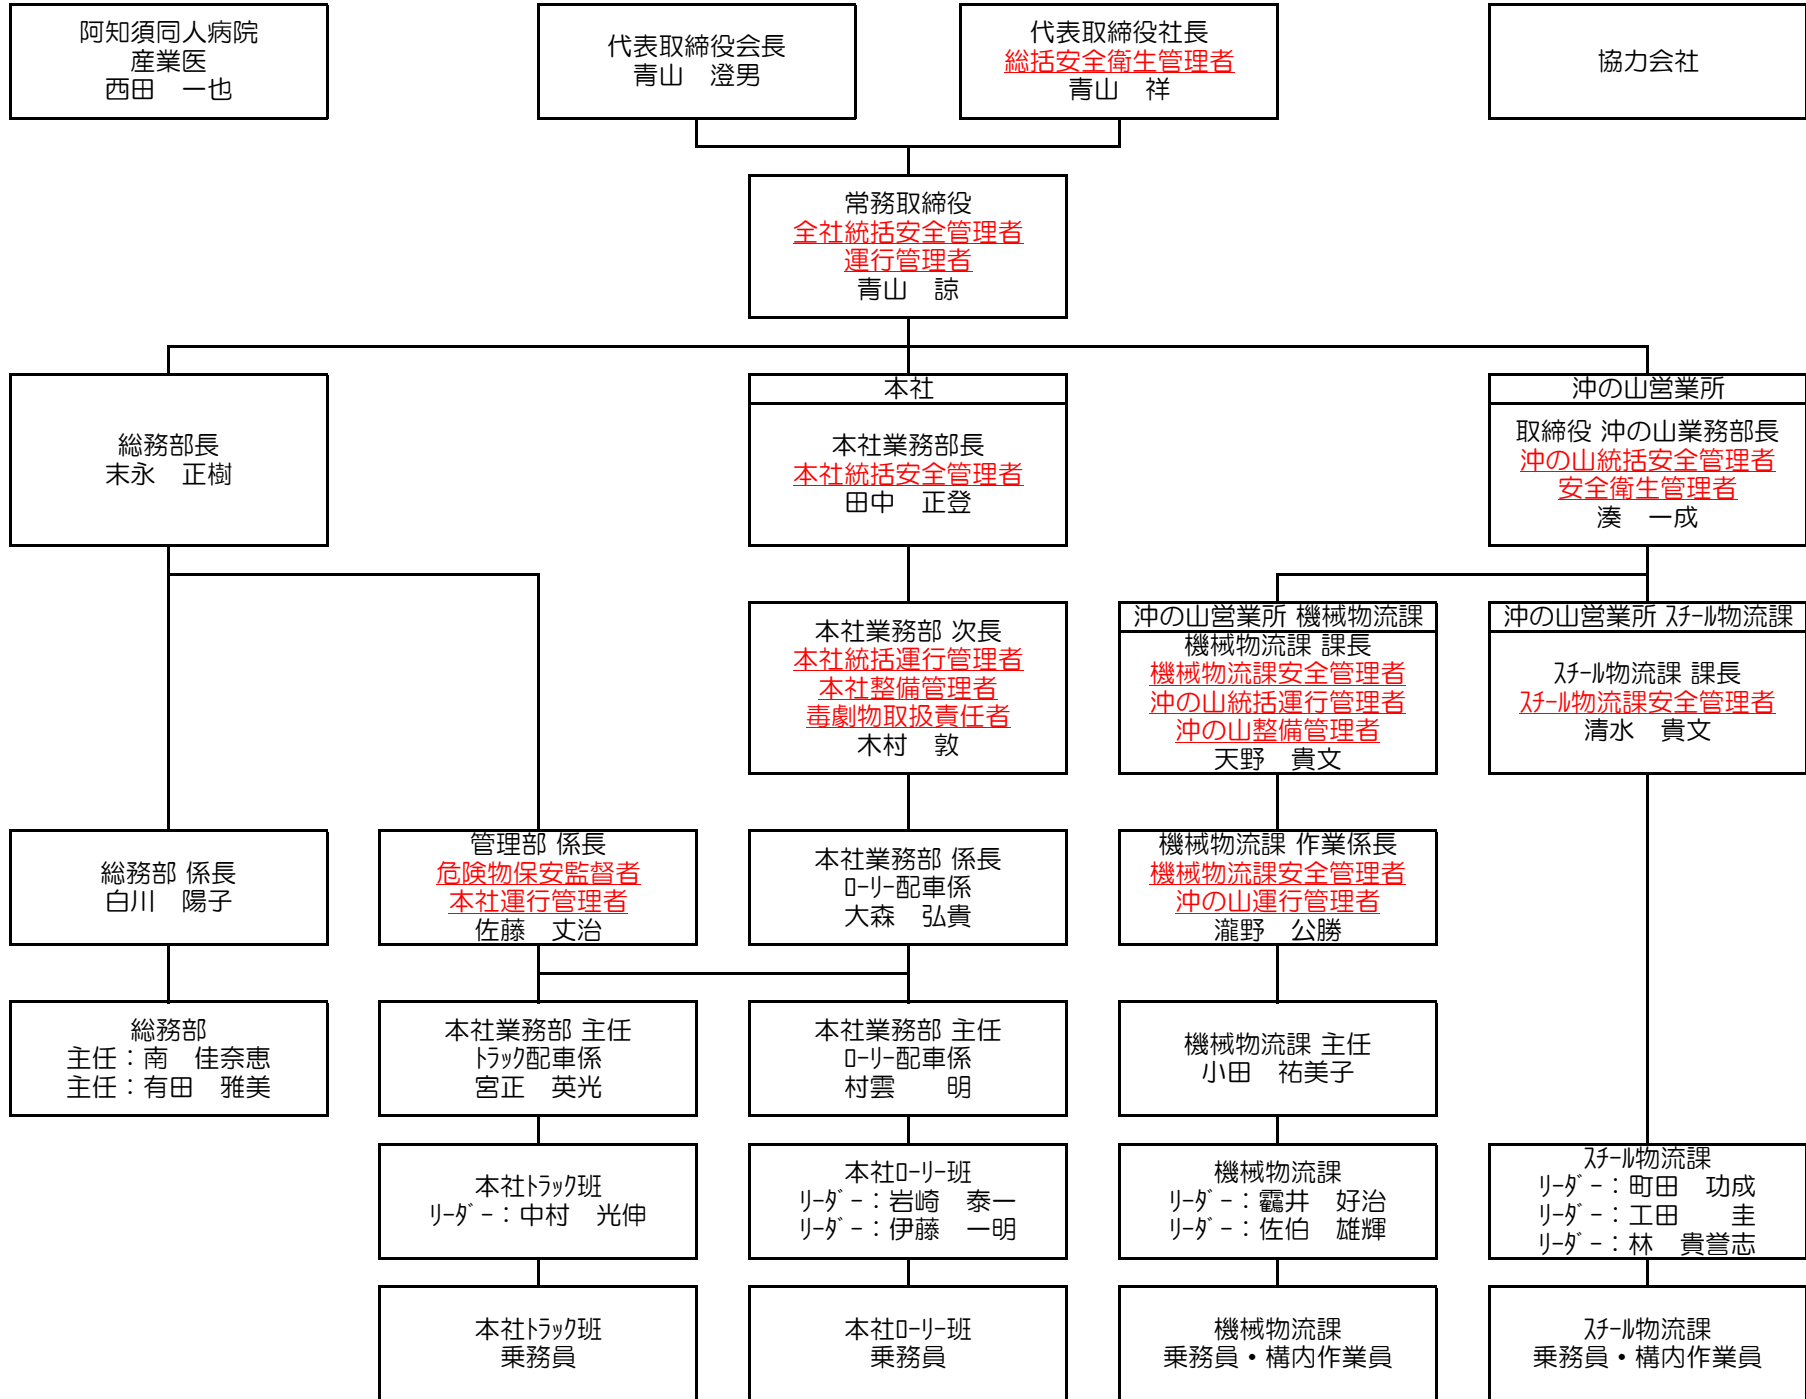 阿知須同人病院
産業医
西田　一也
代表取締役会長
青山　澄男
代表取締役社長
総括安全衛生管理者
青山　祥
協力会社
常務取締役
全社統括安全管理者
運行管理者
青山　諒
総務部長
末永　正樹
本社
本社業務部長
本社統括安全管理者
田中　正登
沖の山営業所
取締役 沖の山業務部長
沖の山統括安全管理者
安全衛生管理者
湊　一成
本社業務部 次長
本社統括運行管理者
本社整備管理者
毒劇物取扱責任者
木村　敦
沖の山営業所 機械物流課
機械物流課 課長
機械物流課安全管理者
沖の山統括運行管理者
沖の山整備管理者
天野　貴文
沖の山営業所 ｽﾁｰﾙ物流課
ｽﾁｰﾙ物流課 課長
ｽﾁｰﾙ物流課安全管理者
清水　貴文
総務部 係長
白川　陽子
管理部 係長
危険物保安監督者
本社運行管理者
佐藤　丈治
本社業務部 係長
ﾛｰﾘｰ配車係
大森　弘貴
機械物流課 作業係長
機械物流課安全管理者
沖の山運行管理者
瀧野　公勝
総務部
主任：南　佳奈恵
主任：有田　雅美
本社業務部 主任
ﾄﾗｯｸ配車係
宮正　英光
本社業務部 主任
ﾛｰﾘｰ配車係
村雲　　明
機械物流課 主任
小田　祐美子
本社ﾄﾗｯｸ班
ﾘｰﾀﾞｰ：中村　光伸
本社ﾛｰﾘｰ班
ﾘｰﾀﾞｰ：岩崎　泰一
ﾘｰﾀﾞｰ：伊藤　一明
機械物流課
ﾘｰﾀﾞｰ：靍井　好治
ﾘｰﾀﾞｰ：佐伯　雄輝
ｽﾁｰﾙ物流課
ﾘｰﾀﾞｰ：町田　功成
ﾘｰﾀﾞｰ：工田　　圭
ﾘｰﾀﾞｰ：林　貴誉志
本社ﾄﾗｯｸ班
乗務員
本社ﾛｰﾘｰ班
乗務員
機械物流課
乗務員・構内作業員
ｽﾁｰﾙ物流課
乗務員・構内作業員